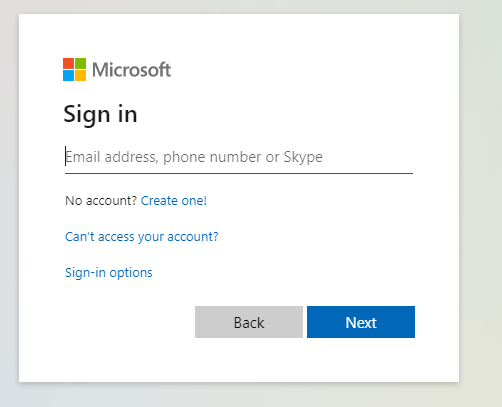 Microsoft
Sign in
Email address, phone number or Skype
No account? Create one!
Can't access your account?
Sign-in options
Back Next